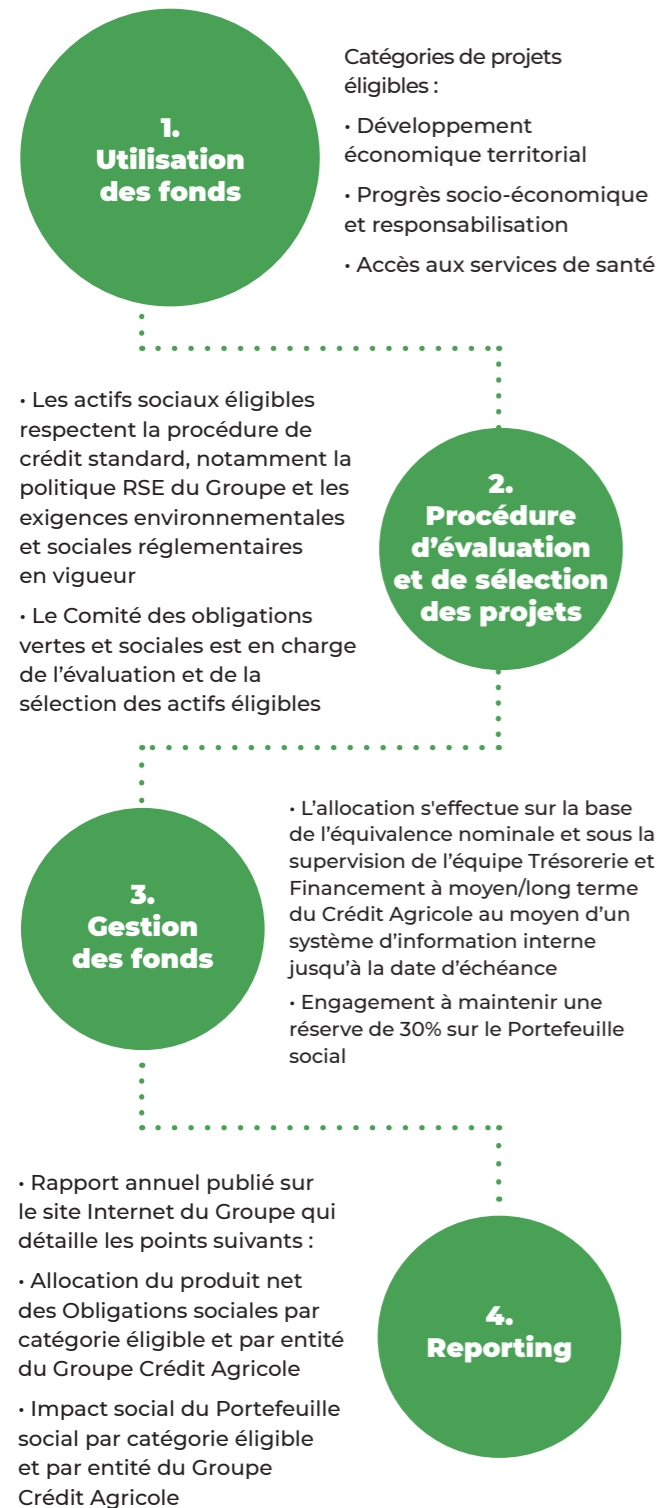 1.
Utilisation
des fonds
Catégories de projets
éligibles :
• Développement
économique territorial
• Progrès socio-économique
et responsabilisation
• Accès aux services de santé
• Les actifs sociaux éligibles
respectent la procédure de
crédit standard, notamment la
politique RSE du Groupe et les
exigences environnementales
et sociales réglementaires
en vigueur
• Le Comité des obligations
vertes et sociales est en charge
de l’évaluation et de la
sélection des actifs éligibles
2.
Procédure
d’évaluation
et de sélection
des projets
3.
Gestion
des fonds
• L’allocation s'effectue sur la base
de l’équivalence nominale et sous la
supervision de l’équipe Trésorerie et
Financement à moyen/long terme
du Crédit Agricole au moyen d’un
système d’information interne
jusqu’à la date d’échéance
• Engagement à maintenir une
réserve de 30% sur le Portefeuille
social
• Rapport annuel publié sur
le site Internet du Groupe qui
détaille les points suivants :
• Allocation du produit net
des Obligations sociales par
catégorie éligible et par entité
du Groupe Crédit Agricole
• Impact social du Portefeuille
social par catégorie éligible
et par entité du Groupe
Crédit Agricole
4.
Reporting